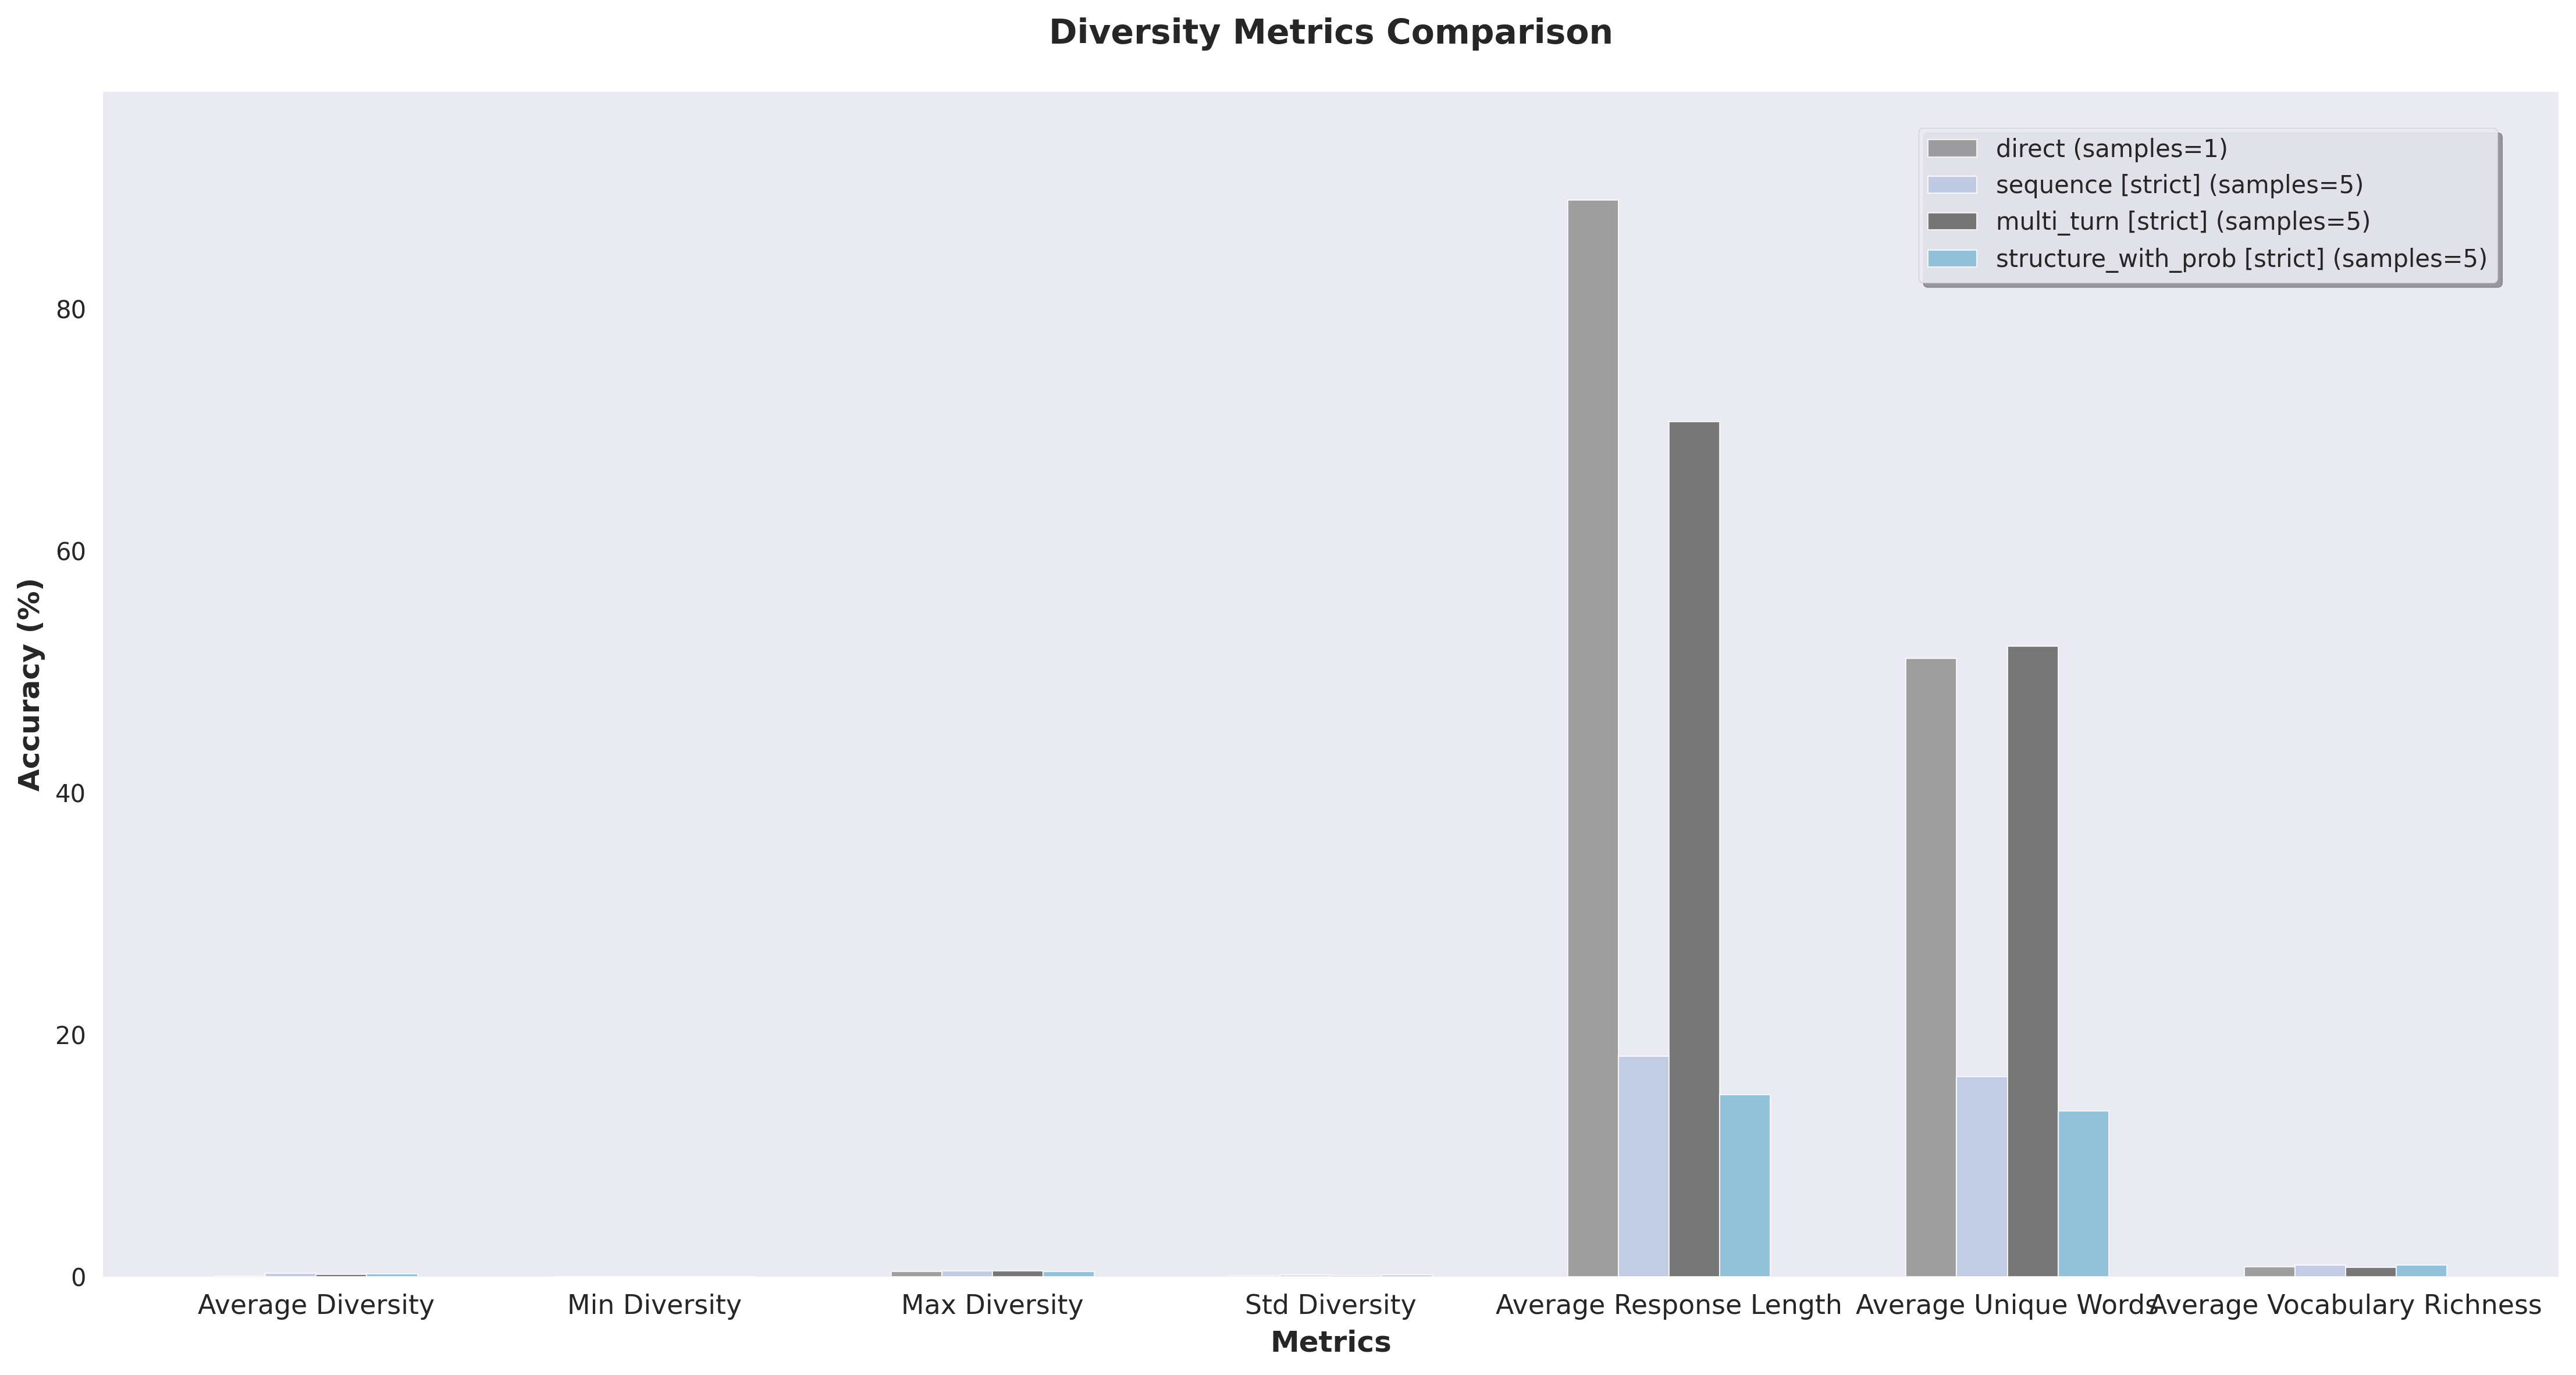 Diversity Metrics Comparison
direct (samples=1)
sequence [strict] (samples=5)
multi_turn [strict] (samples=5)
structure_with_prob [strict] (samples=5)
Accuracy (%)
80
60
40
20
0
Average Diversity
Min Diversity
Max Diversity
Std Diversity
Average Response Length
Average Unique Words
Average Vocabulary Richness
Metrics